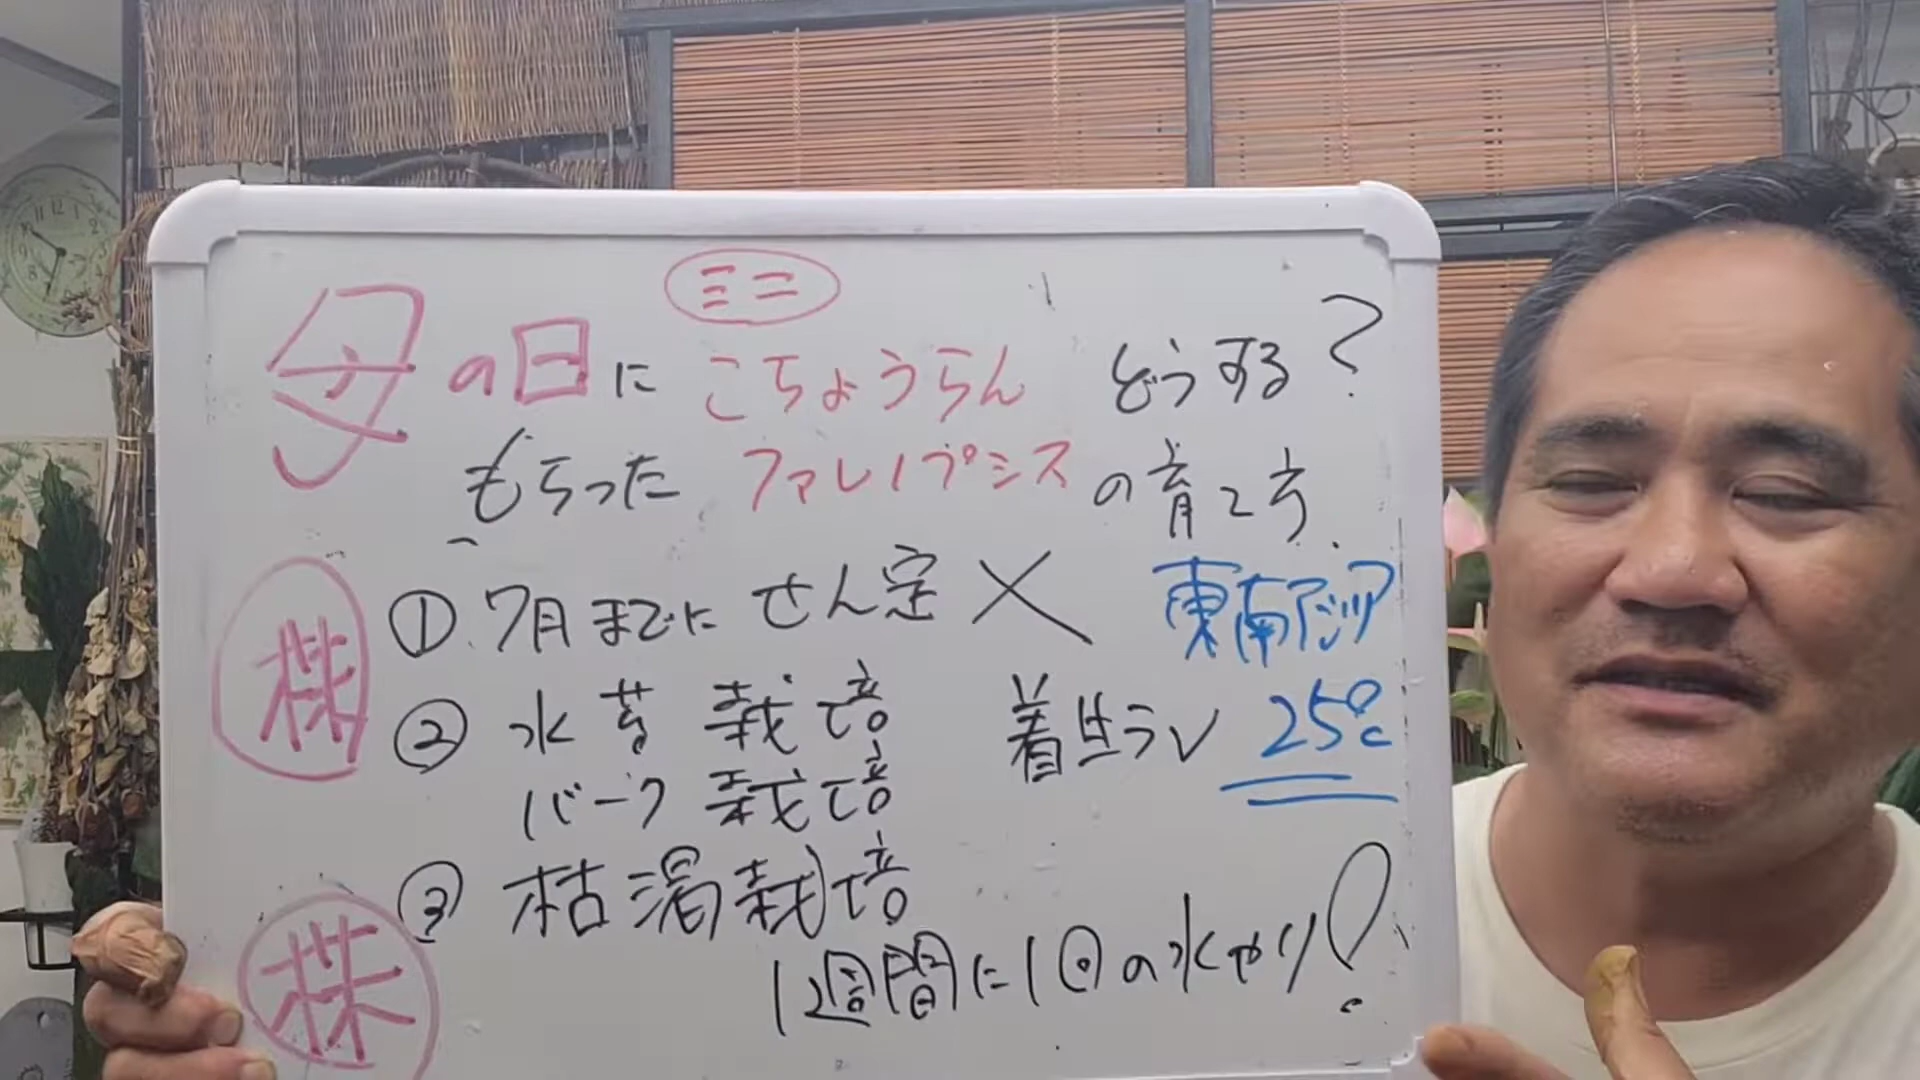 ミニ
母の日に こちょうらん どうする?
もらった ファレノプシス の育て方
株
① 7月までに せん定 ×
東南アジア
② 水苔栽培
着生ラン 25℃
バーク栽培
③ 枯渇栽培
株
1週間に1回の水やり!